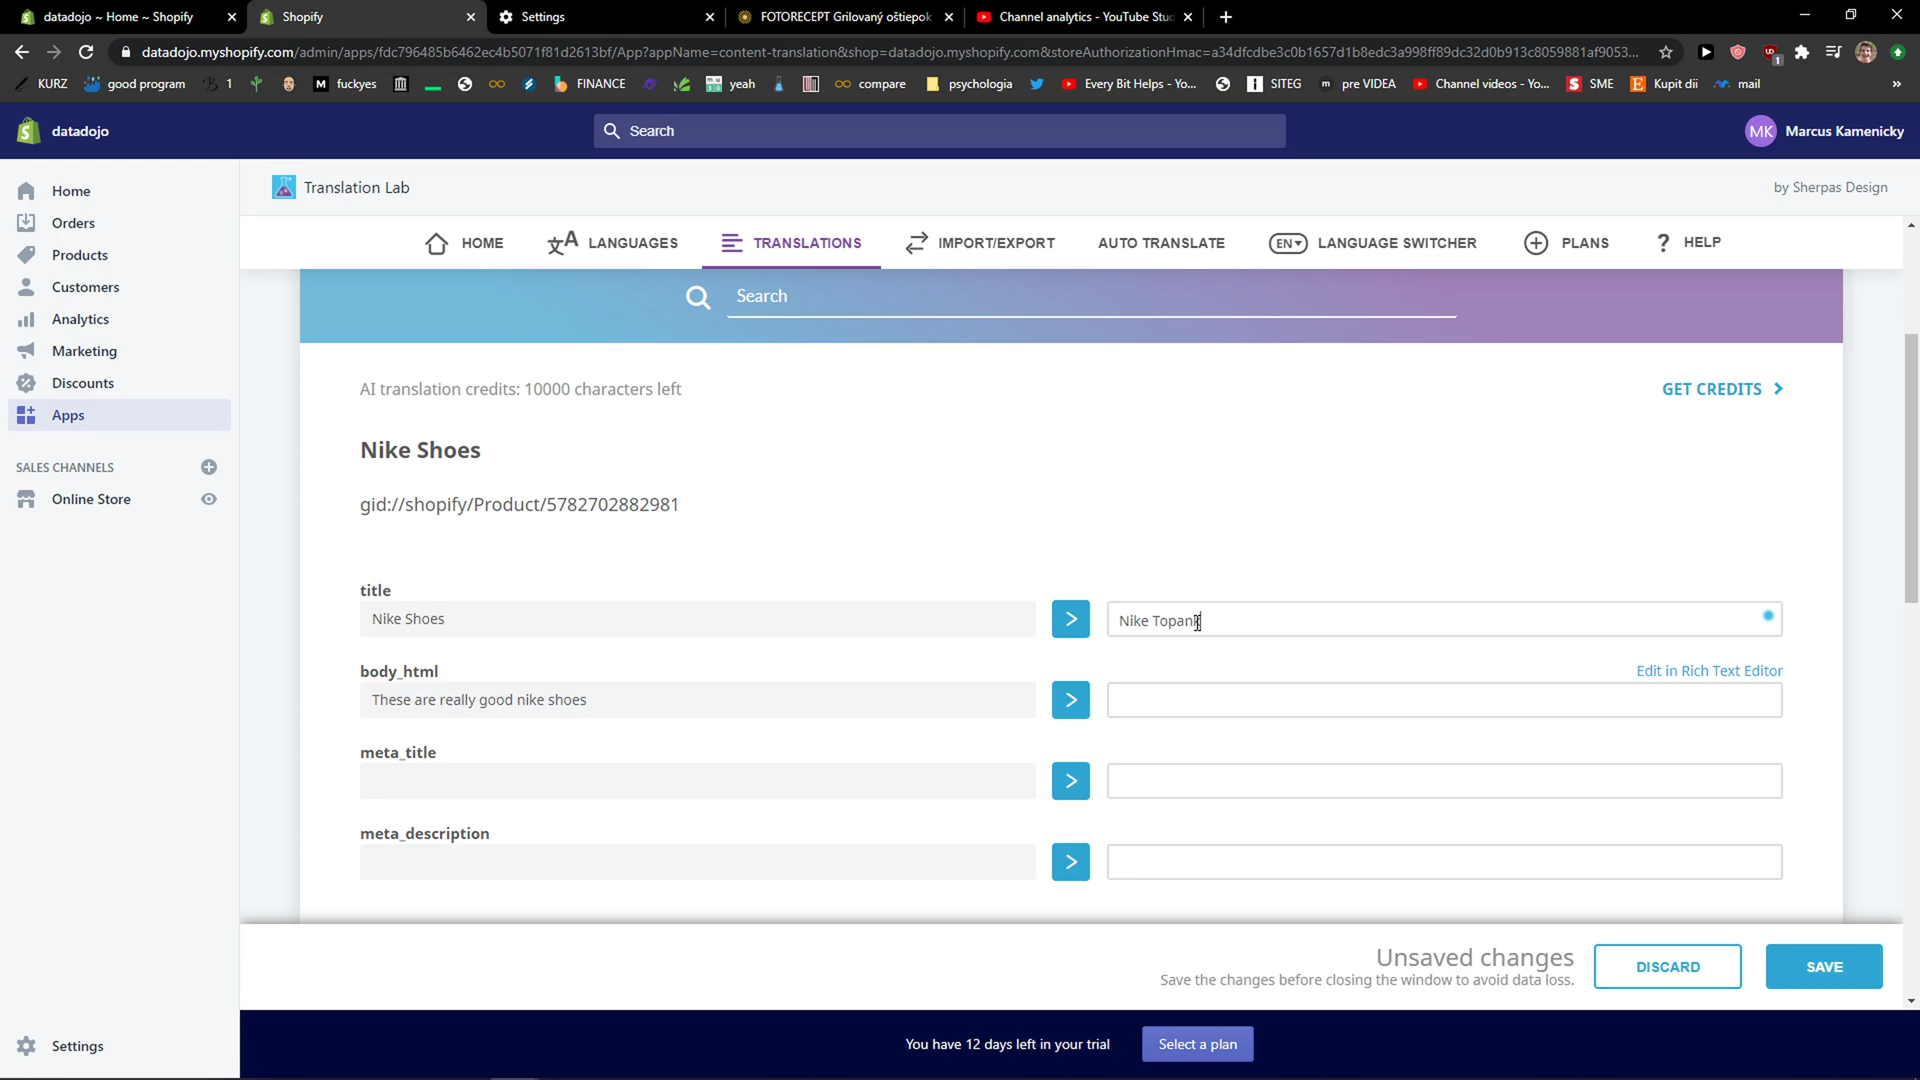 datadojo ~ Home ~ Shopify
Shopify
Settings
FOTORECEPT Grilovaný oštiepok
Channel analytics - YouTube Stu
datadojo.myshopify.com/admin/apps/fdc796485b6462ec4b5071f81d2613bf/App?appName=content-translation&shop=datadojo.myshopify.com&storeAuthorizationHmac=a34dfcdbe3c0b1657d1b8edc3a998ff89dc32d0b913c8059881af9053...
KURZ
good program
1
fuckyes
FINANCE
yeah
compare
psychologia
Every Bit Helps - Yo...
SITEG
pre VIDEA
Channel videos - Yo...
SME
Kupit dii
mail
»
datadojo
Search
MK
Marcus Kamenicky
Home
Orders
Products
Customers
Analytics
Marketing
Discounts
Apps
SALES CHANNELS
Online Store
Settings
Translation Lab
by Sherpas Design
HOME
LANGUAGES
TRANSLATIONS
IMPORT/EXPORT
AUTO TRANSLATE
EN
LANGUAGE SWITCHER
PLANS
? HELP
Search
AI translation credits: 10000 characters left
GET CREDITS
Nike Shoes
gid://shopify/Product/5782702882981
title
Nike Shoes
Nike Topank
body_html
Edit in Rich Text Editor
These are really good nike shoes
meta_title
meta_description
Unsaved changes
Save the changes before closing the window to avoid data loss.
DISCARD
SAVE
You have 12 days left in your trial
Select a plan